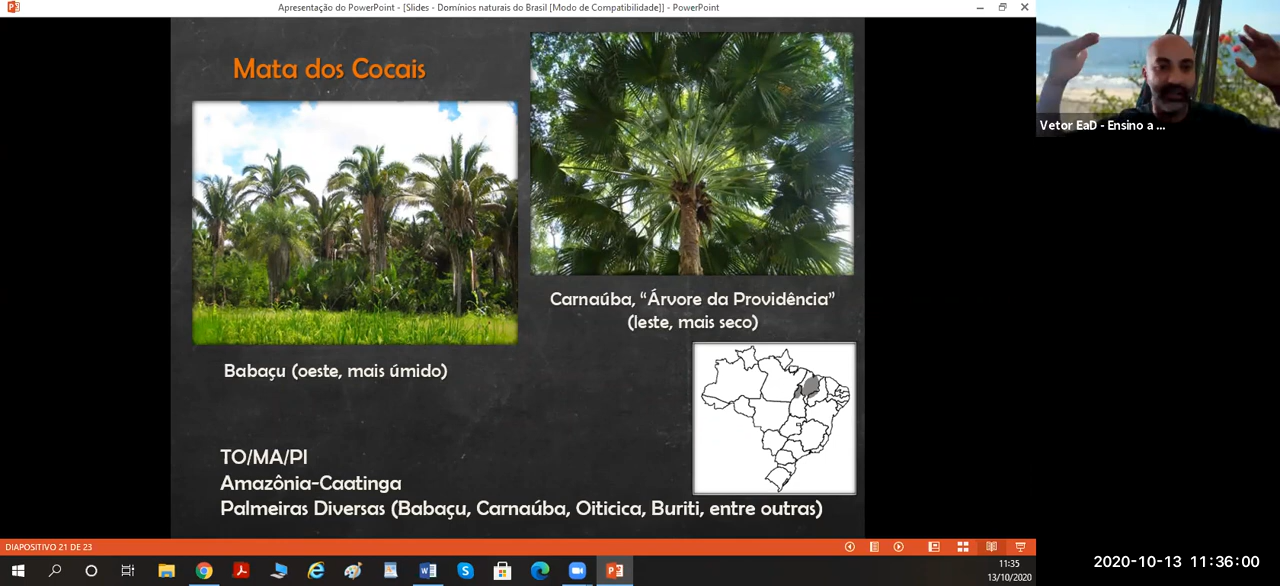 Apresentação do PowerPoint - [Slides - Domínios naturais do Brasil [Modo de Compatibilidade]] - PowerPoint
Mata dos Cocais
Vetor EaD - Ensino a ...
Carnaúba, “Árvore da Providência”
(leste, mais seco)
Babaçu (oeste, mais úmido)
TO/MA/PI
Amazônia-Caatinga
Palmeiras Diversas (Babaçu, Carnaúba, Oiticica, Buriti, entre outras)
DIAPOSITIVO 21 DE 23
11:35
13/10/2020
2020-10-13 11:36:00